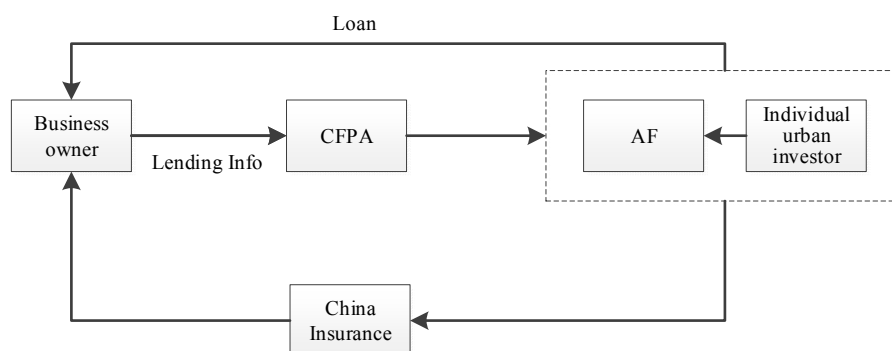 Loan
Business
owner
Lending Info
CFPA
AF
Individual
urban
investor
China
Insurance